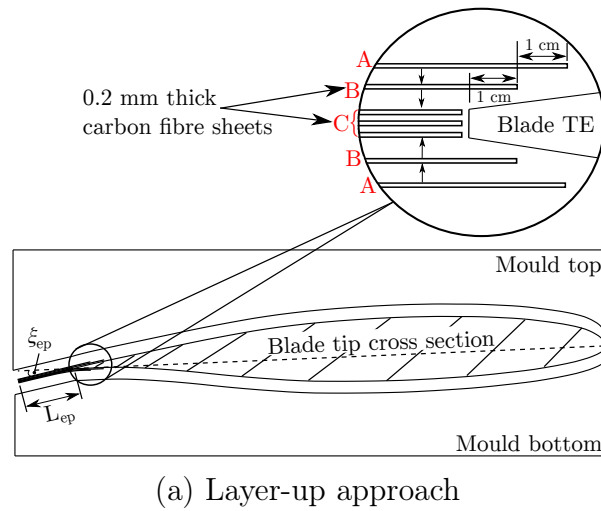 1 cm
A
B
1 cm
0.2 mm thick
carbon fibre sheets
C{
Blade TE
B
A
Mould top
ξep
Blade tip cross section
Lep
Mould bottom
(a) Layer-up approach